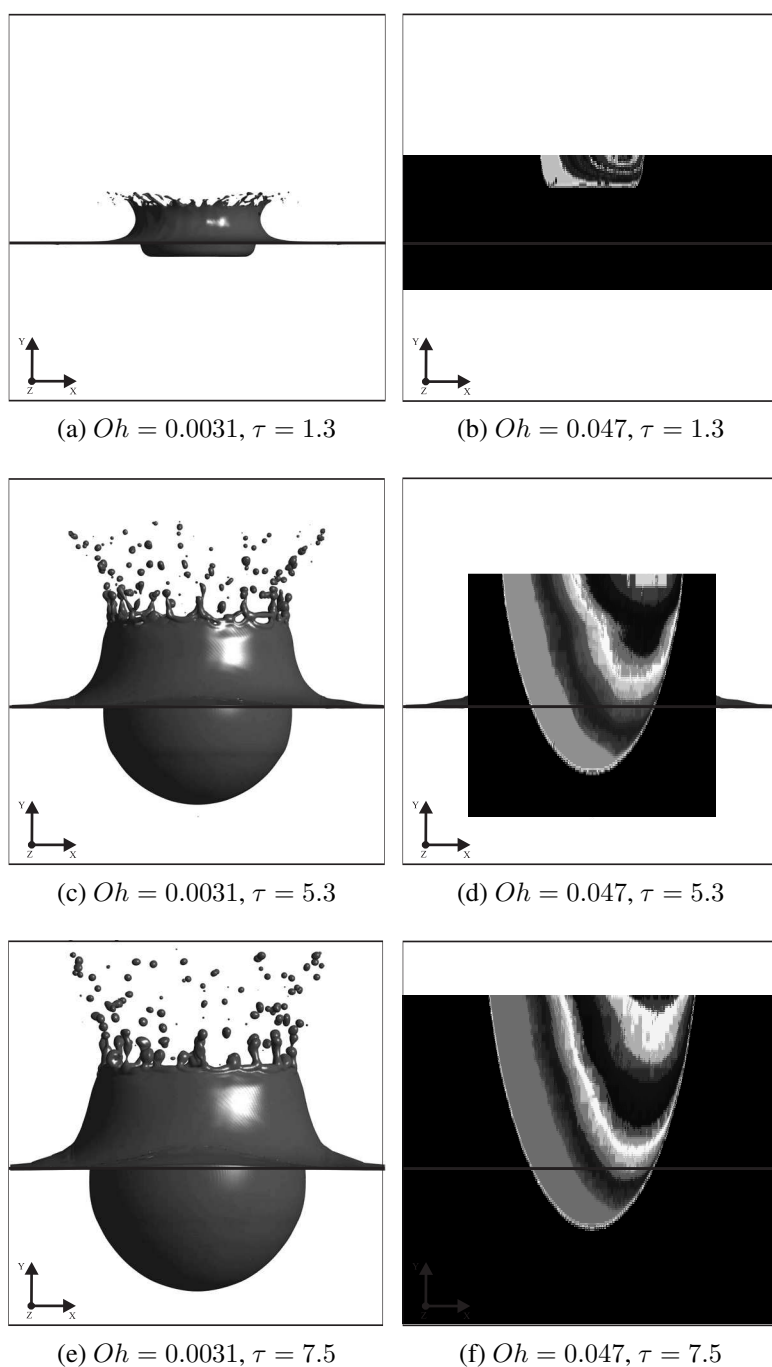 Y
Z
X
(a) Oh = 0.0031, τ = 1.3
(b) Oh = 0.047, τ = 1.3
Y
Z
X
Y
Z
X
(c) Oh = 0.0031, τ = 5.3
(d) Oh = 0.047, τ = 5.3
Y
Z
X
Y
Z
X
(e) Oh = 0.0031, τ = 7.5
(f) Oh = 0.047, τ = 7.5
Y
Z
X